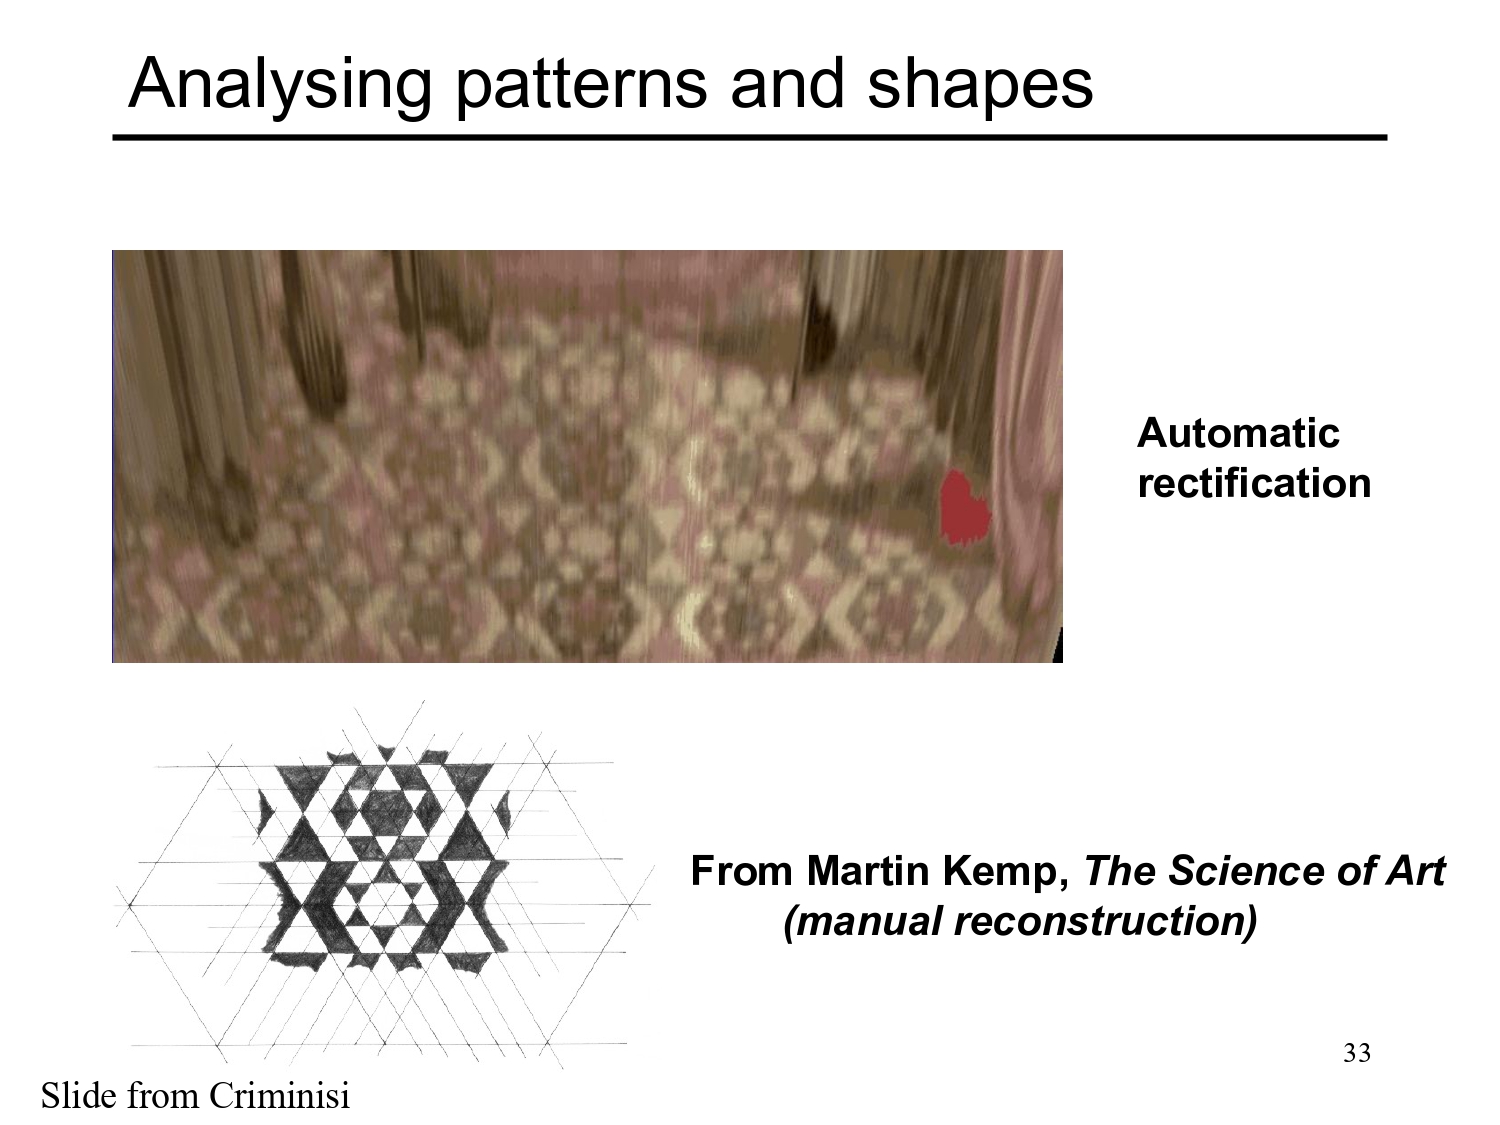 Analysing patterns and shapes
Automatic
rectification
From Martin Kemp, The Science of Art
(manual reconstruction)
33
Slide from Criminisi